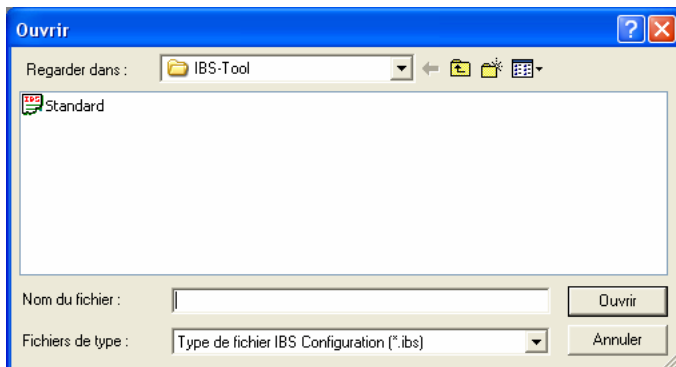 Ouvrir
Regarder dans : IBS-Tool
IBS Standard
Nom du fichier : Ouvrir
Fichiers de type : Type de fichier IBS Configuration (*.ibs) Annuler